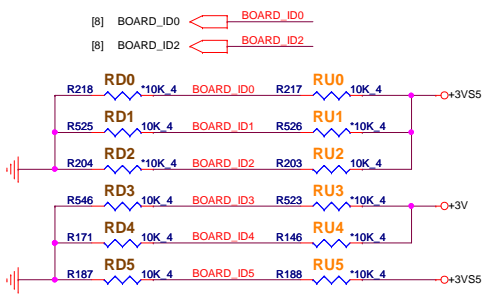 [8] BOARD_ID0 BOARD_ID0
[8] BOARD_ID2 BOARD_ID2
RD0 RU0
R218 *10K_4 BOARD_ID0 R217 *10K_4 +3VS5
RD1 RU1
R525 10K_4 BOARD_ID1 R526 *10K_4
RD2 RU2
R204 *10K_4 BOARD_ID2 R203 10K_4
RD3 RU3
R546 10K_4 BOARD_ID3 R523 *10K_4 +3V
RD4 RU4
R171 10K_4 BOARD_ID4 R146 *10K_4
RD5 RU5
R187 10K_4 BOARD_ID5 R188 *10K_4 +3VS5